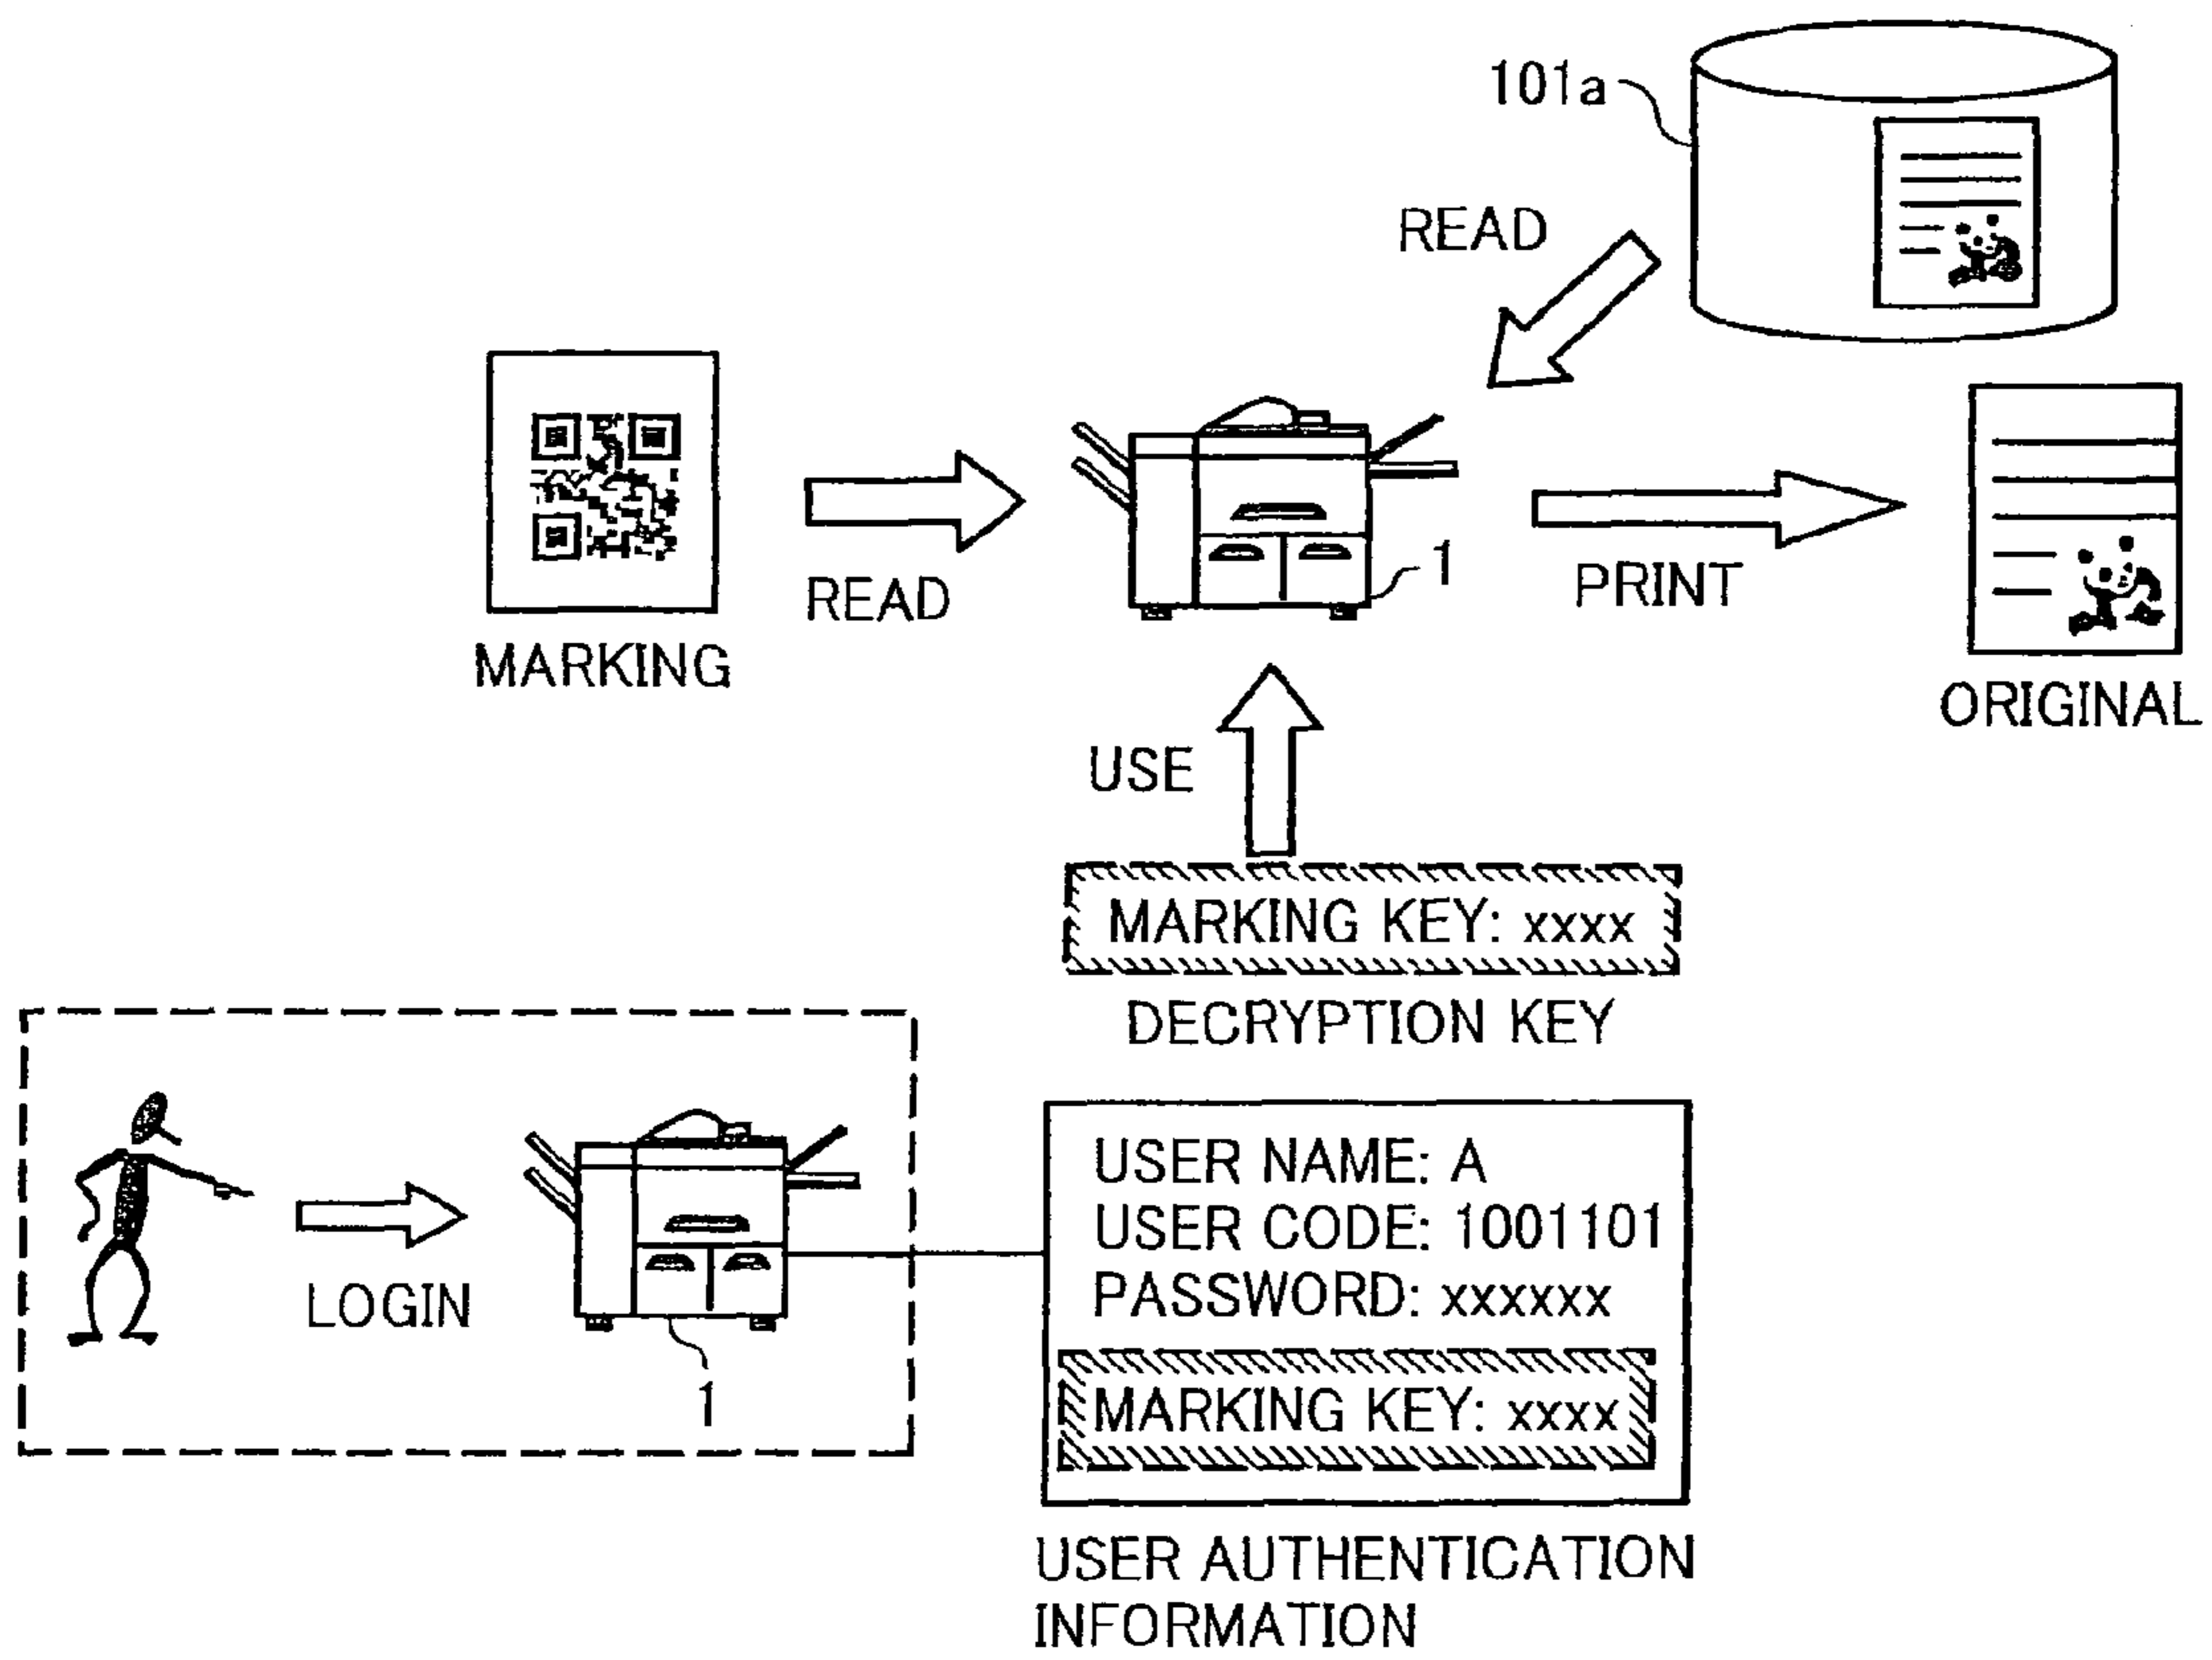 101a
READ
READ
1
PRINT
MARKING
ORIGINAL
USE
MARKING KEY: xxxx
DECRYPTION KEY
USER NAME: A
USER CODE: 1001101
PASSWORD: xxxxxx
LOGIN
1
MARKING KEY: xxxx
USER AUTHENTICATION
INFORMATION